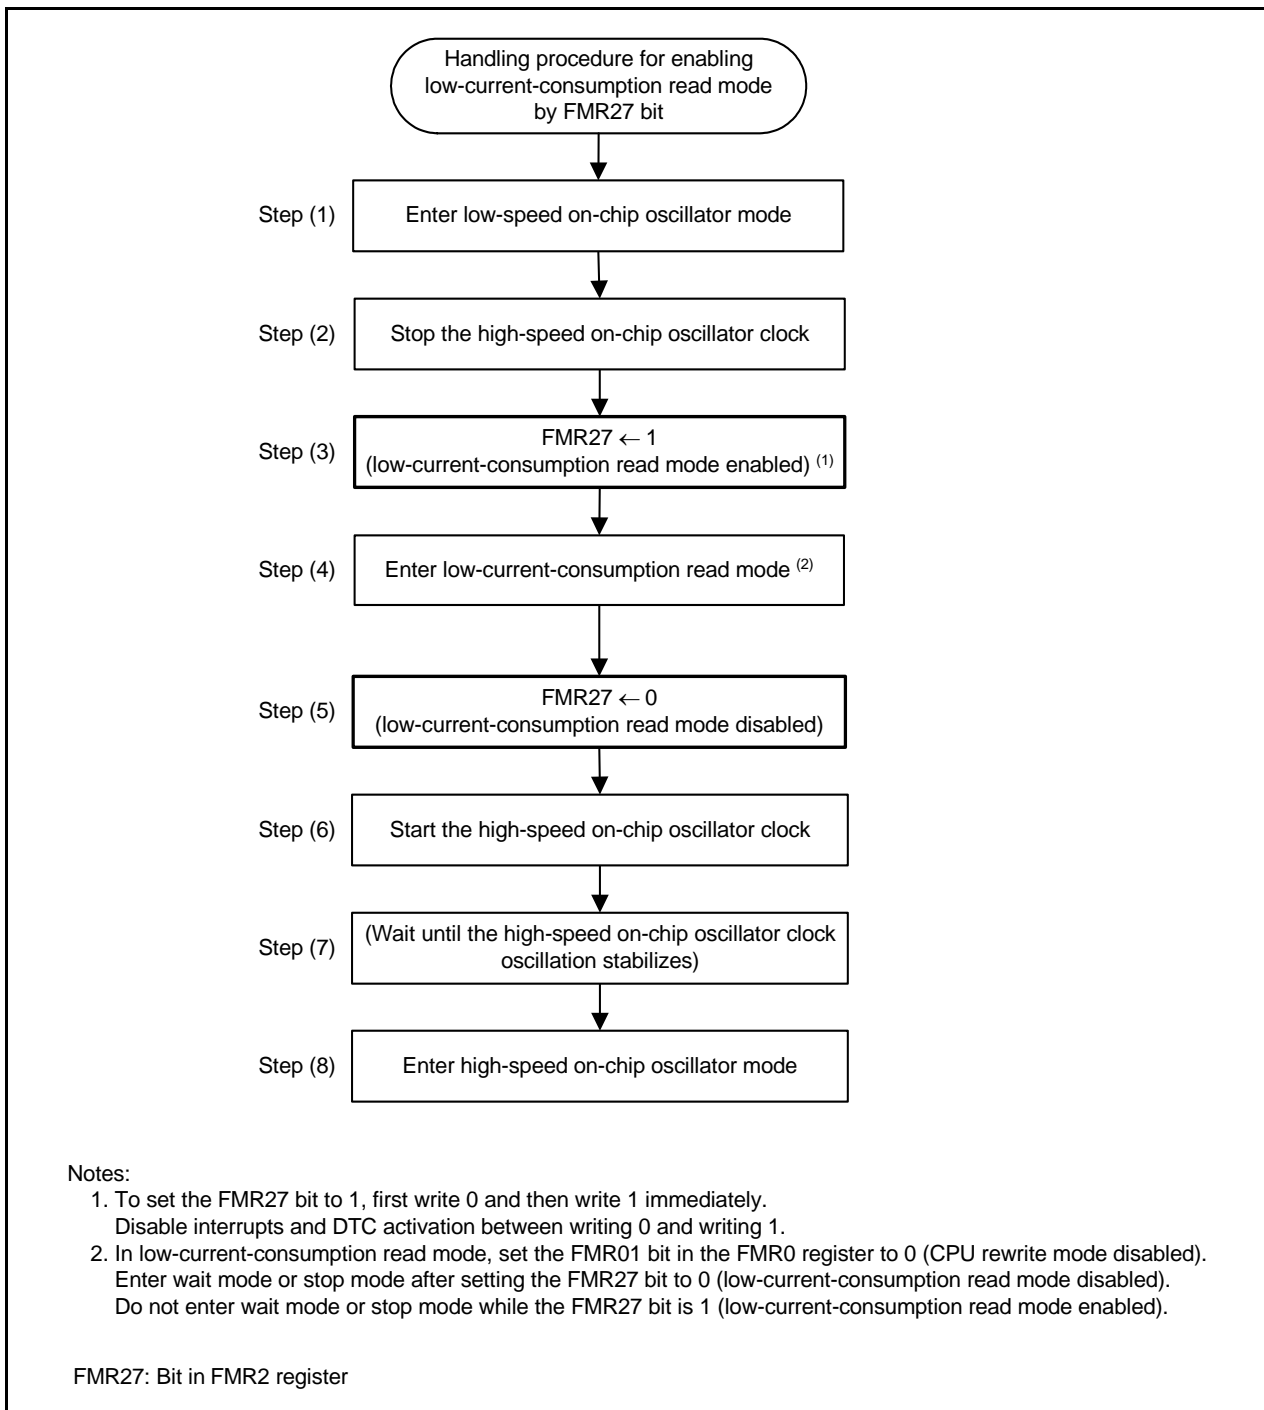 Handling procedure for enabling
low-current-consumption read mode
by FMR27 bit
Step (1)
Enter low-speed on-chip oscillator mode
Step (2)
Stop the high-speed on-chip oscillator clock
Step (3)
FMR27 ← 1
(low-current-consumption read mode enabled) (1)
Step (4)
Enter low-current-consumption read mode (2)
Step (5)
FMR27 ← 0
(low-current-consumption read mode disabled)
Step (6)
Start the high-speed on-chip oscillator clock
Step (7)
(Wait until the high-speed on-chip oscillator clock
oscillation stabilizes)
Step (8)
Enter high-speed on-chip oscillator mode
Notes:
1. To set the FMR27 bit to 1, first write 0 and then write 1 immediately.
Disable interrupts and DTC activation between writing 0 and writing 1.
2. In low-current-consumption read mode, set the FMR01 bit in the FMR0 register to 0 (CPU rewrite mode disabled).
Enter wait mode or stop mode after setting the FMR27 bit to 0 (low-current-consumption read mode disabled).
Do not enter wait mode or stop mode while the FMR27 bit is 1 (low-current-consumption read mode enabled).
FMR27: Bit in FMR2 register